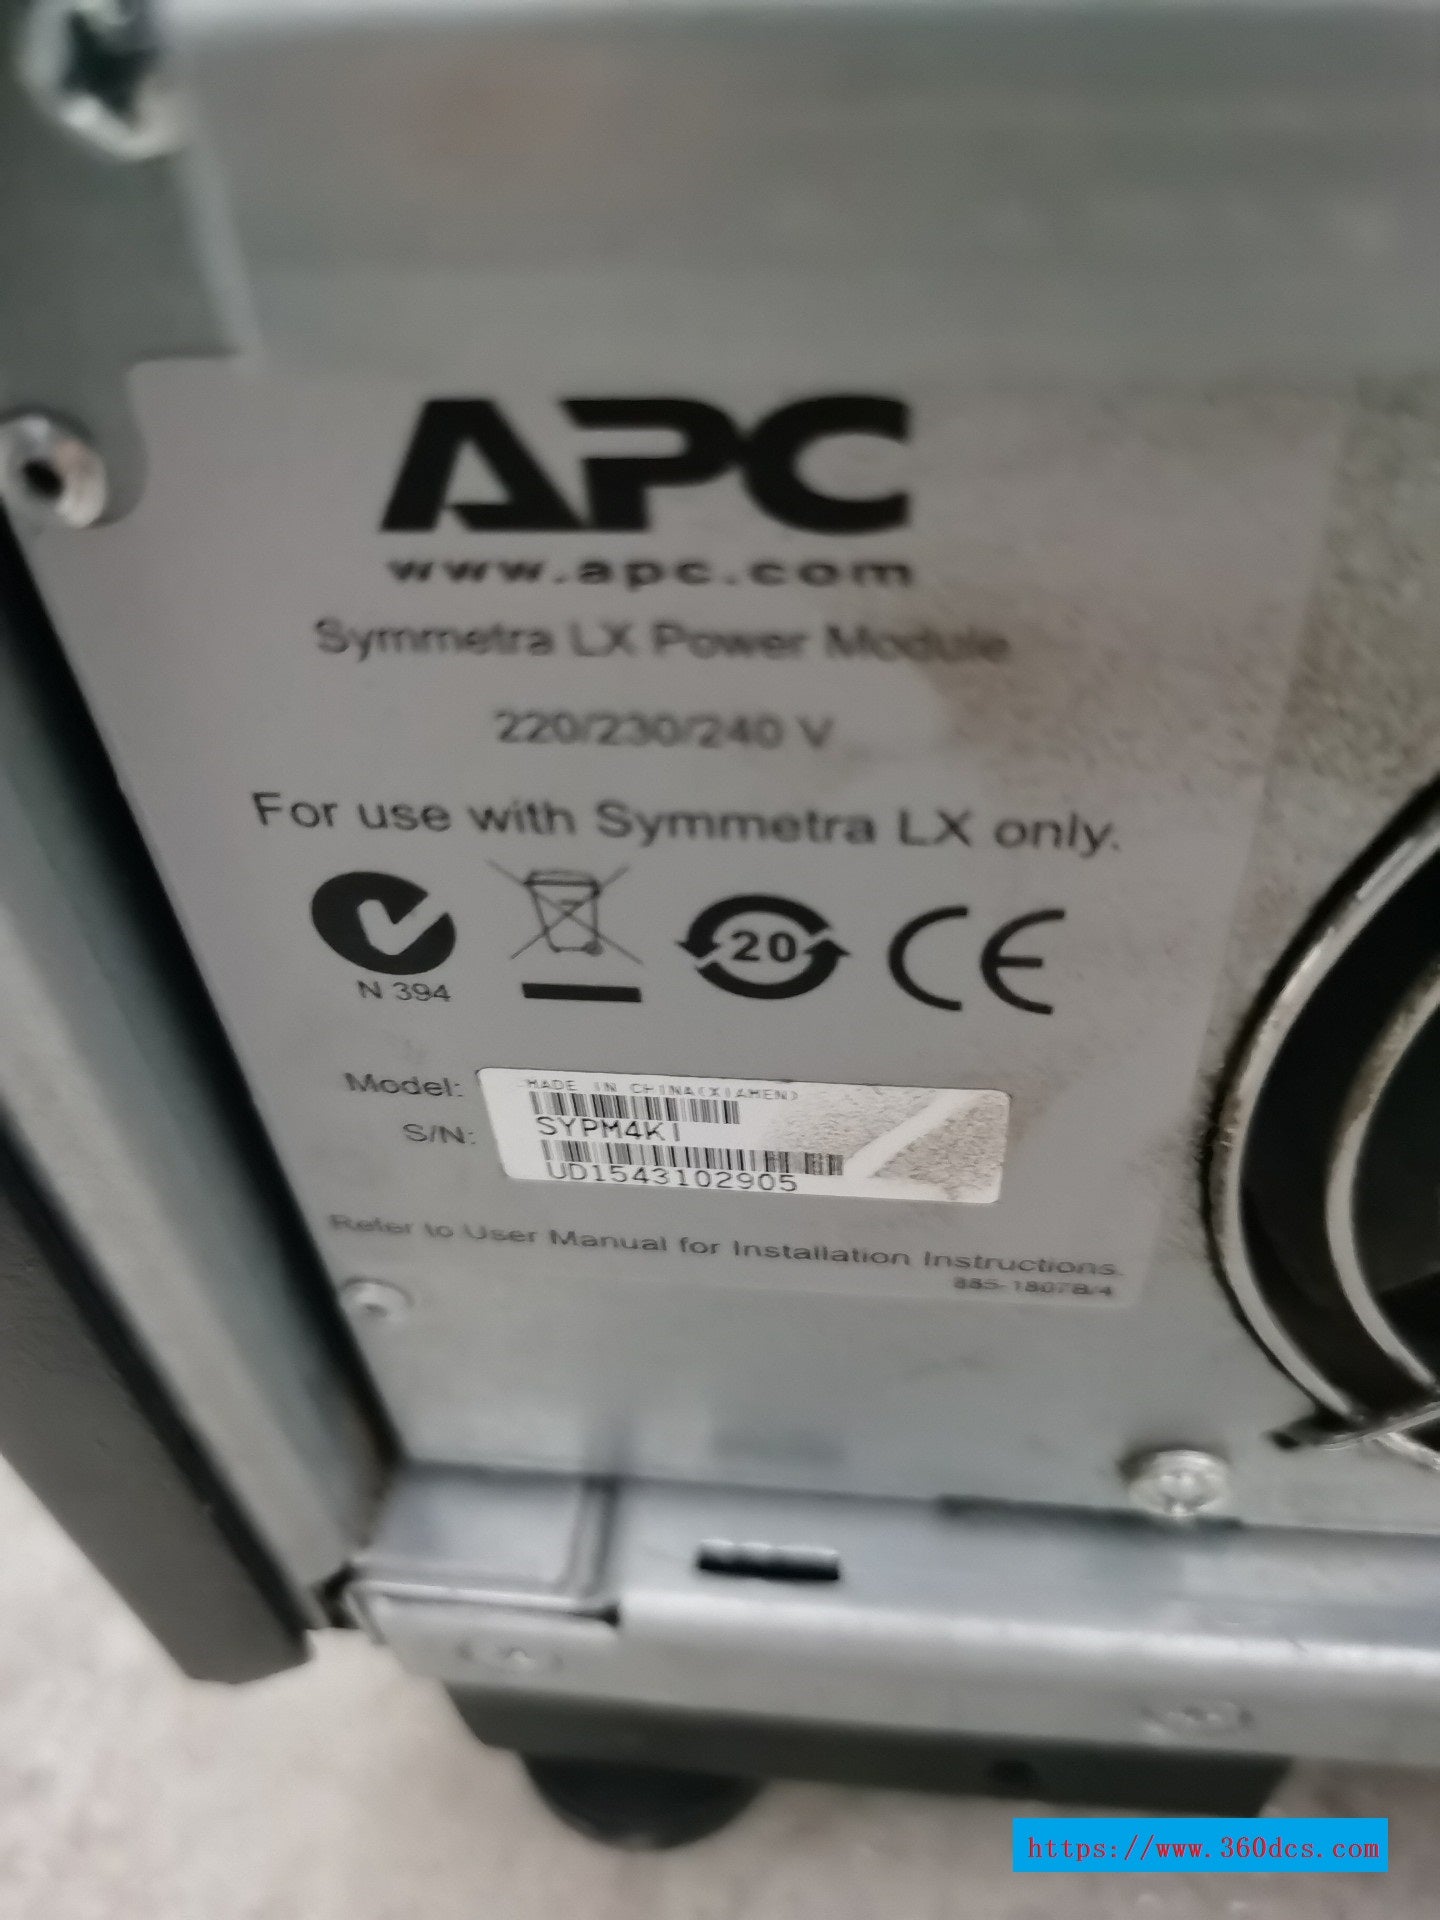 APC
www.apc.com
Symmetra LX Power Module
220/230/240 V
For use with Symmetra LX only.
N 394
20
CE
Model:
MADE IN CHINA(XIAMEN)
SYPM4KI
S/N:
UD1543102905
Refer to User Manual for Installation Instructions.
885-1807B/4
https://www.360dcs.com